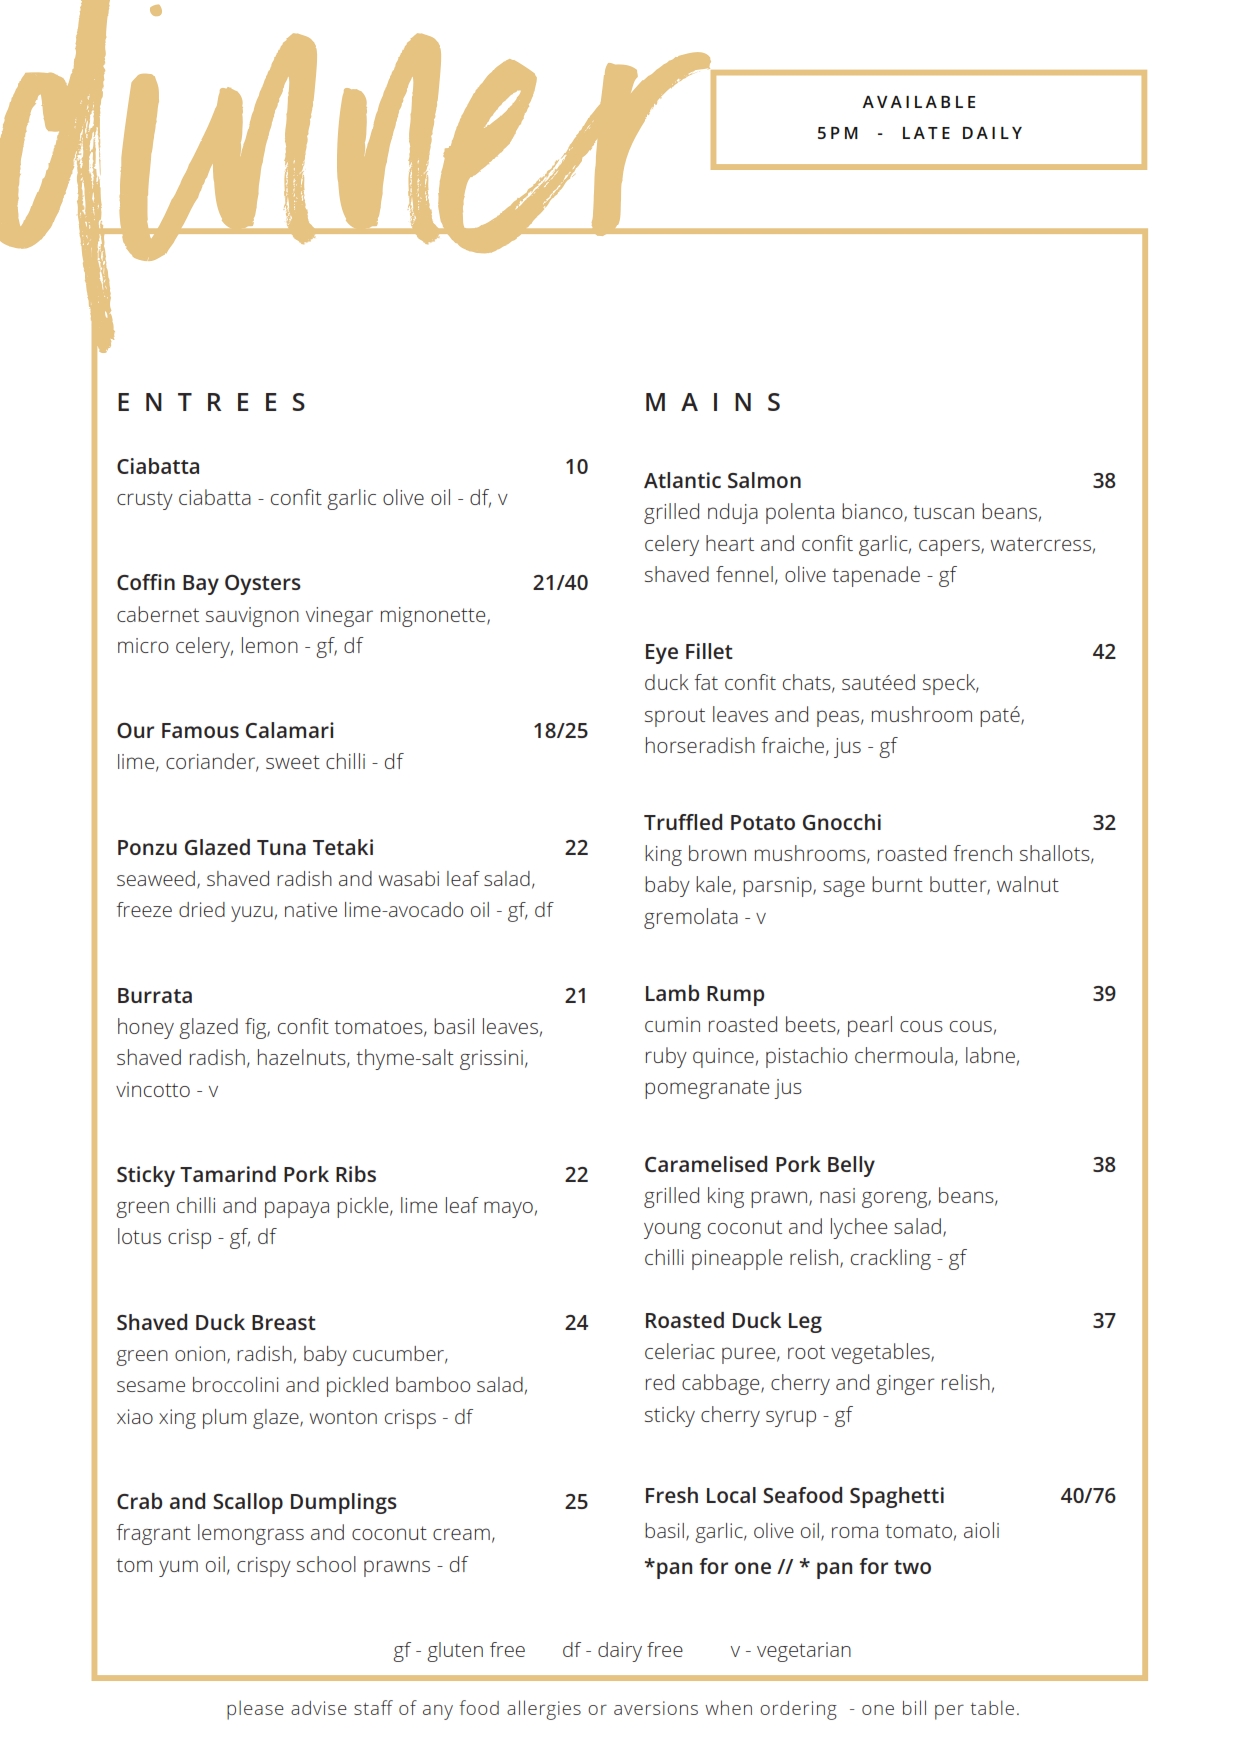 dinner
AVAILABLE
5PM - LATE DAILY
ENTREES
Ciabatta 10
crusty ciabatta - confit garlic olive oil - df, v
Coffin Bay Oysters 21/40
cabernet sauvignon vinegar mignonette,
micro celery, lemon - gf, df
Our Famous Calamari 18/25
lime, coriander, sweet chilli - df
Ponzu Glazed Tuna Tetaki 22
seaweed, shaved radish and wasabi leaf salad,
freeze dried yuzu, native lime-avocado oil - gf, df
Burrata 21
honey glazed fig, confit tomatoes, basil leaves,
shaved radish, hazelnuts, thyme-salt grissini,
vincotto - v
Sticky Tamarind Pork Ribs 22
green chilli and papaya pickle, lime leaf mayo,
lotus crisp - gf, df
Shaved Duck Breast 24
green onion, radish, baby cucumber,
sesame broccolini and pickled bamboo salad,
xiao xing plum glaze, wonton crisps - df
Crab and Scallop Dumplings 25
fragrant lemongrass and coconut cream,
tom yum oil, crispy school prawns - df
MAINS
Atlantic Salmon 38
grilled nduja polenta bianco, tuscan beans,
celery heart and confit garlic, capers, watercress,
shaved fennel, olive tapenade - gf
Eye Fillet 42
duck fat confit chats, sautéed speck,
sprout leaves and peas, mushroom paté,
horseradish fraiche, jus - gf
Truffled Potato Gnocchi 32
king brown mushrooms, roasted french shallots,
baby kale, parsnip, sage burnt butter, walnut
gremolata - v
Lamb Rump 39
cumin roasted beets, pearl cous cous,
ruby quince, pistachio chermoula, labne,
pomegranate jus
Caramelised Pork Belly 38
grilled king prawn, nasi goreng, beans,
young coconut and lychee salad,
chilli pineapple relish, crackling - gf
Roasted Duck Leg 37
celeriac puree, root vegetables,
red cabbage, cherry and ginger relish,
sticky cherry syrup - gf
Fresh Local Seafood Spaghetti 40/76
basil, garlic, olive oil, roma tomato, aioli
*pan for one // * pan for two
gf - gluten free df - dairy free v - vegetarian
please advise staff of any food allergies or aversions when ordering - one bill per table.